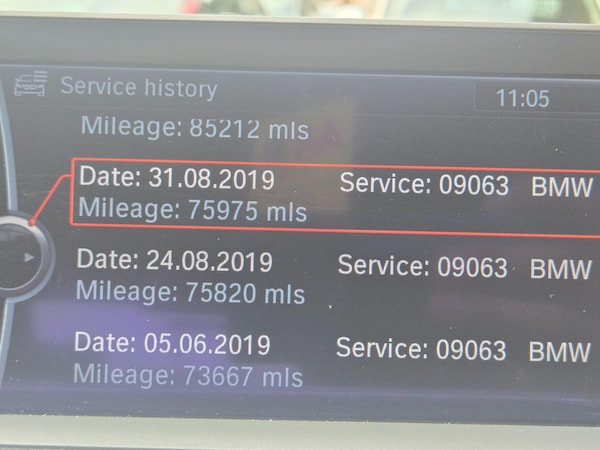 Service history 11:05
Mileage: 85212 mls
Date: 31.08.2019 Service: 09063 BMW
Mileage: 75975 mls
Date: 24.08.2019 Service: 09063 BMW
Mileage: 75820 mls
Date: 05.06.2019 Service: 09063 BMW
Mileage: 73667 mls